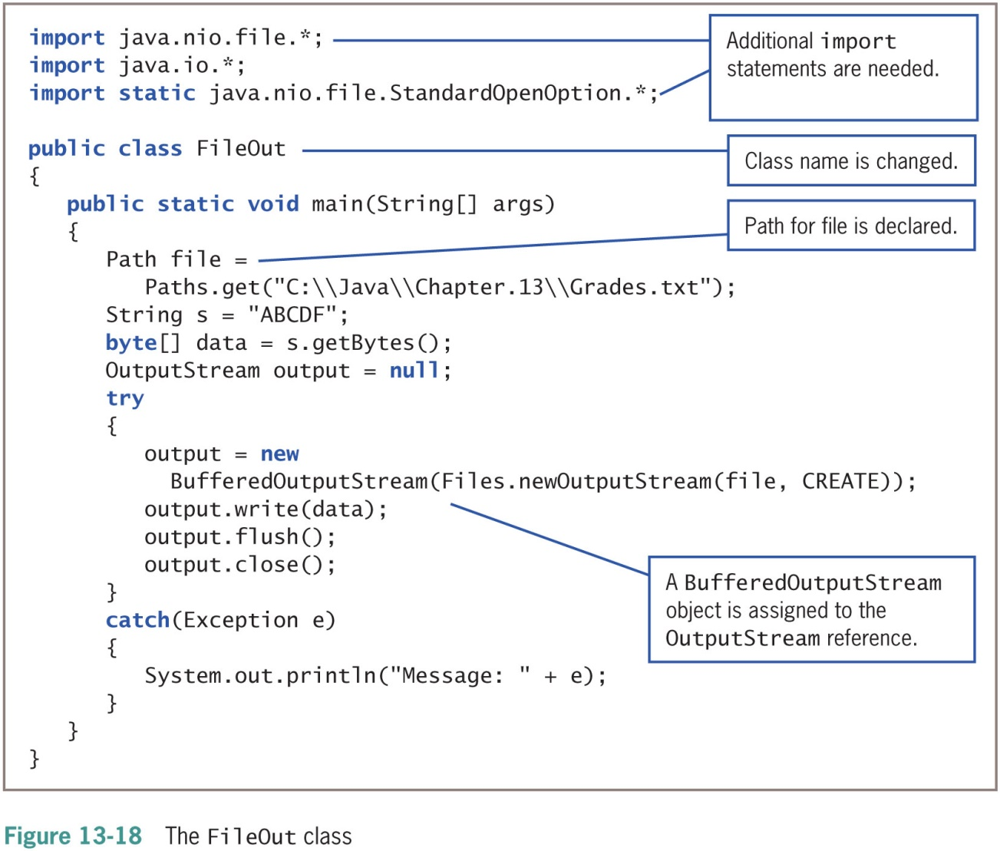 import java.nio.file.*;
import java.io.*;
import static java.nio.file.StandardOpenOption.*;
Additional import
statements are needed.
public class FileOut
Class name is changed.
{
public static void main(String[] args)
{
Path for file is declared.
Path file =
Paths.get("C:\\Java\\Chapter.13\\Grades.txt");
String s = "ABCDF";
byte[] data = s.getBytes();
OutputStream output = null;
try
{
output = new
BufferedOutputStream(Files.newOutputStream(file, CREATE));
output.write(data);
output.flush();
output.close();
}
A BufferedOutputStream
object is assigned to the
OutputStream reference.
catch(Exception e)
{
System.out.println("Message: " + e);
}
}
}
Figure 13-18 The FileOut class